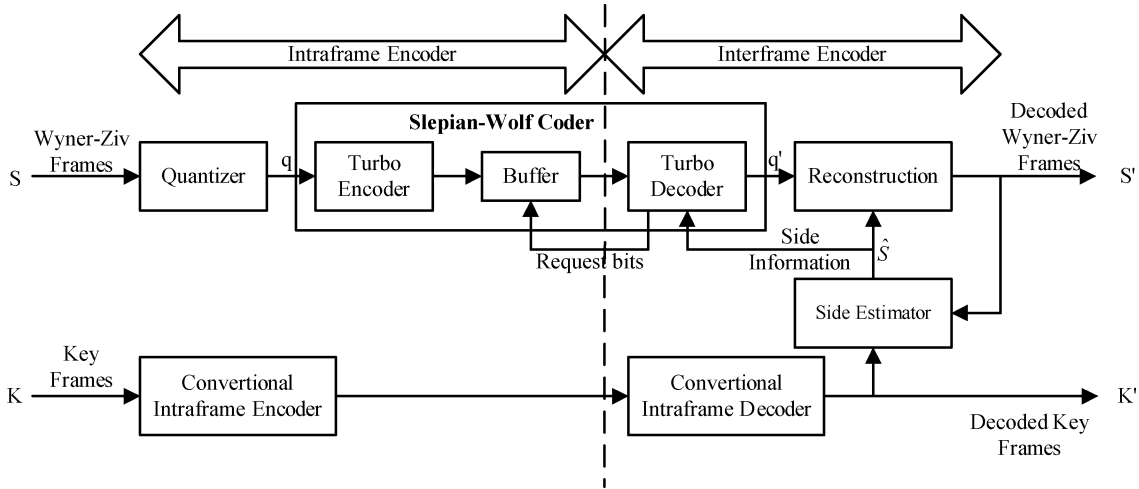 Intraframe Encoder
Interframe Encoder
Slepian-Wolf Coder
Decoded
Wyner-Ziv
Frames
Wyner-Ziv
Frames
S
Quantizer
q
Turbo
Encoder
Buffer
Turbo
Decoder
q'
Reconstruction
S'
Request bits
Side
Information
Ŝ
Side Estimator
Key
Frames
K
Convertional
Intraframe Encoder
Convertional
Intraframe Decoder
K'
Decoded Key
Frames